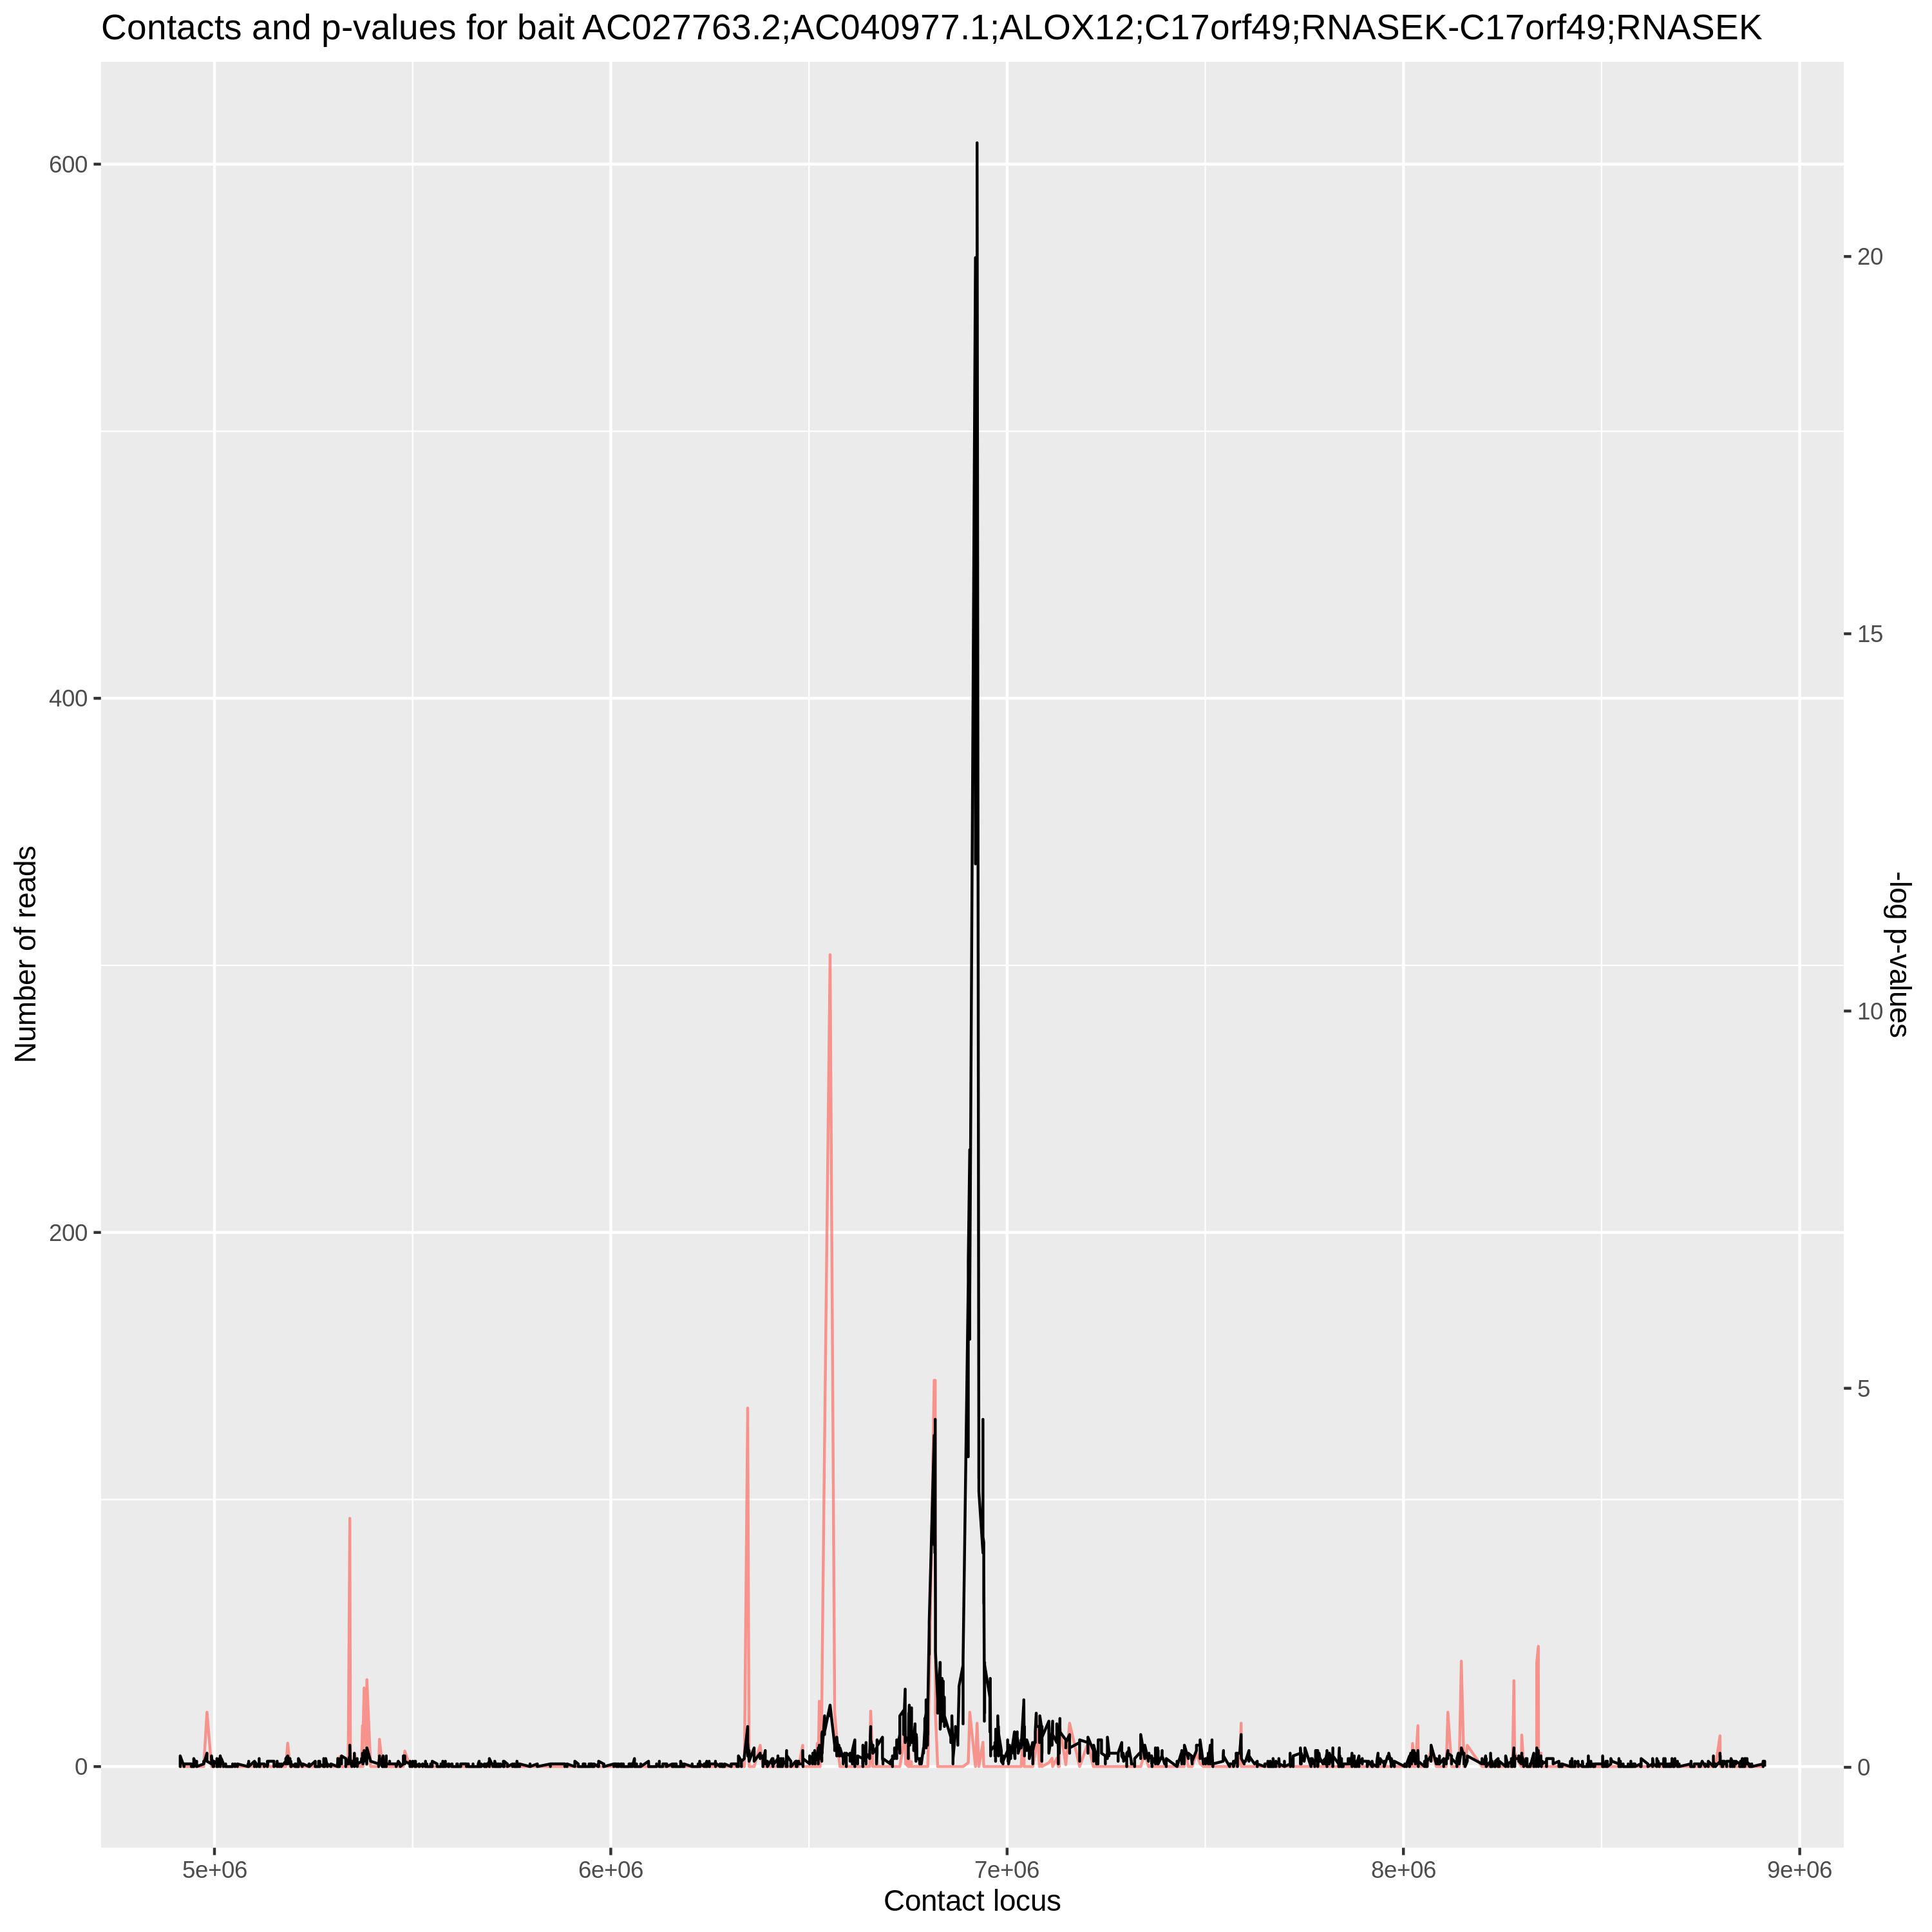 Contacts and p-values for bait AC027763.2;AC040977.1;ALOX12;C17orf49;RNASEK-C17orf49;RNASEK
600
400
200
0
Number of reads
20
15
10
5
0
-log p-values
5e+06
6e+06
7e+06
8e+06
9e+06
Contact locus